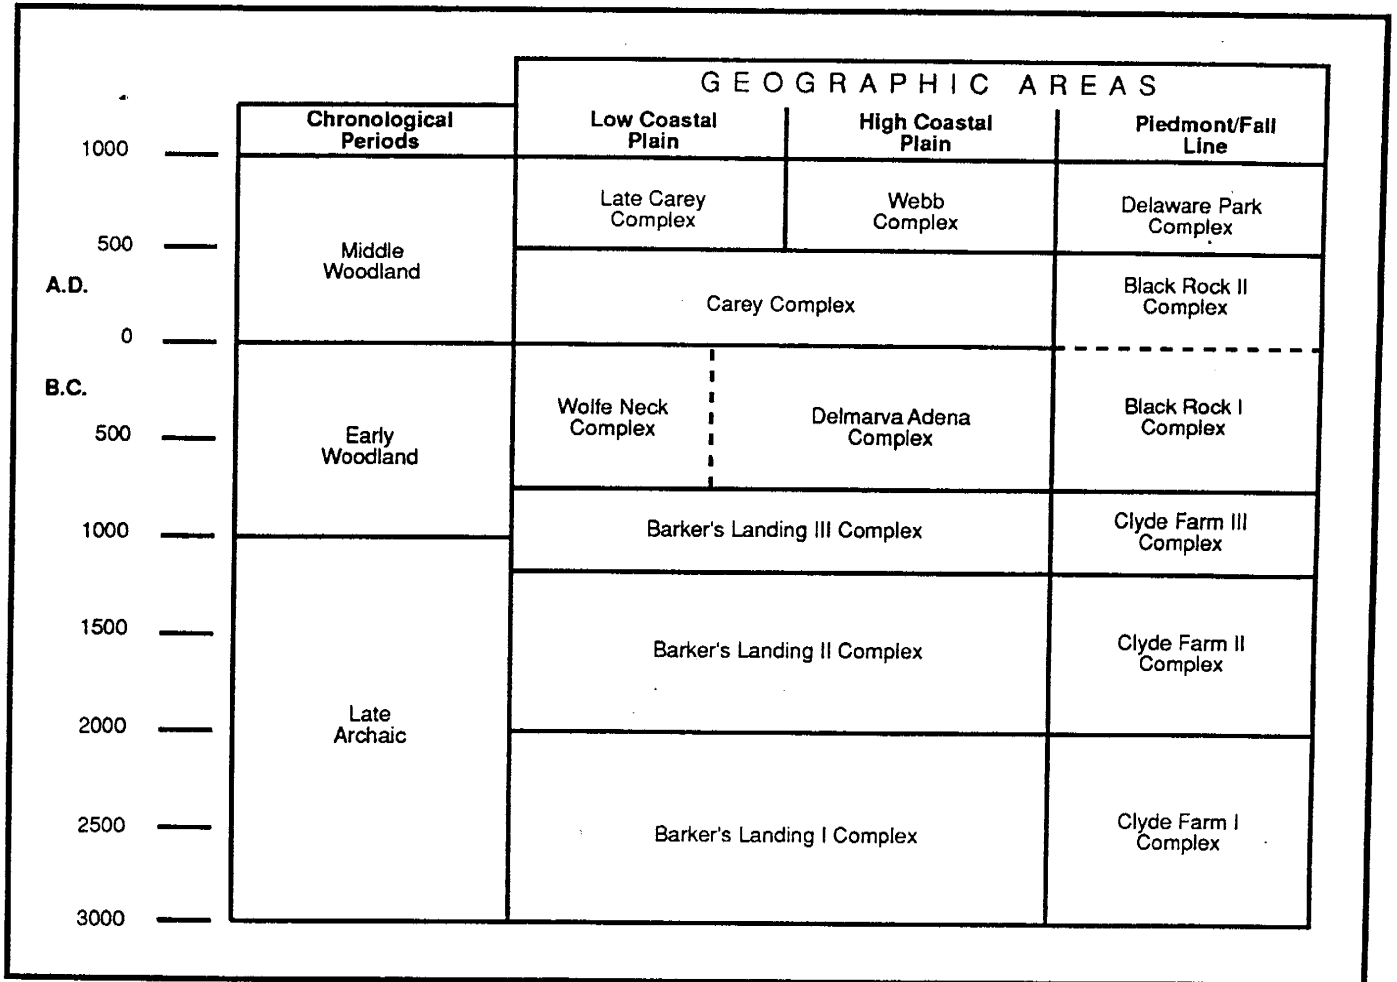 GEOGRAPHIC AREAS
Chronological
Periods
Low Coastal
Plain
High Coastal
Plain
Piedmont/Fall
Line
1000
Late Carey
Complex
Webb
Complex
Delaware Park
Complex
500
Middle
Woodland
A.D.
Carey Complex
Black Rock II
Complex
0
B.C.
Wolfe Neck
Complex
Delmarva Adena
Complex
Black Rock I
Complex
500
Early
Woodland
1000
Barker's Landing III Complex
Clyde Farm III
Complex
1500
Barker's Landing II Complex
Clyde Farm II
Complex
2000
Late
Archaic
2500
Barker's Landing I Complex
Clyde Farm I
Complex
3000